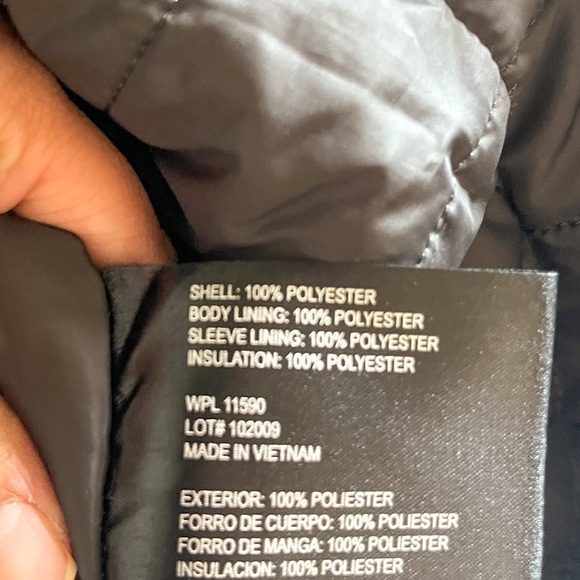 SHELL: 100% POLYESTER
BODY LINING: 100% POLYESTER
SLEEVE LINING: 100% POLYESTER
INSULATION: 100% POLYESTER
WPL 11590
LOT# 102009
MADE IN VIETNAM
EXTERIOR: 100% POLIESTER
FORRO DE CUERPO: 100% POLIESTER
FORRO DE MANGA: 100% POLIESTER
INSULACION: 100% POLIESTER